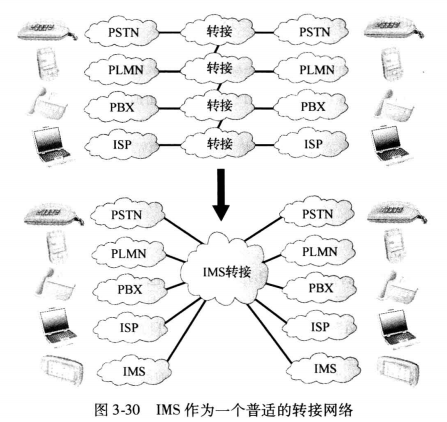 PSTN 转接 PSTN
PLMN 转接 PLMN
PBX 转接 PBX
ISP 转接 ISP
PSTN PSTN
PLMN PLMN
IMS转接
PBX PBX
ISP ISP
IMS IMS
图 3-30 IMS 作为一个普适的转接网络